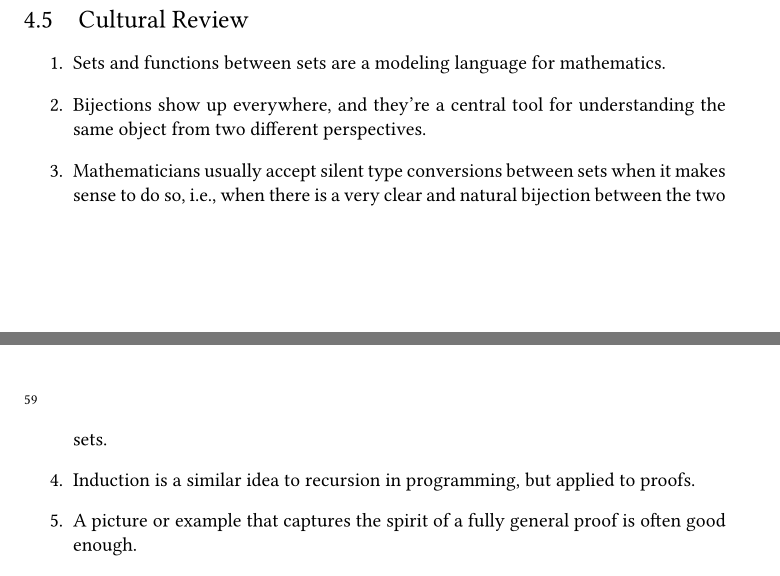 4.5 Cultural Review
1. Sets and functions between sets are a modeling language for mathematics.
2. Bijections show up everywhere, and they're a central tool for understanding the
same object from two different perspectives.
3. Mathematicians usually accept silent type conversions between sets when it makes
sense to do so, i.e., when there is a very clear and natural bijection between the two
59
sets.
4. Induction is a similar idea to recursion in programming, but applied to proofs.
5. A picture or example that captures the spirit of a fully general proof is often good
enough.